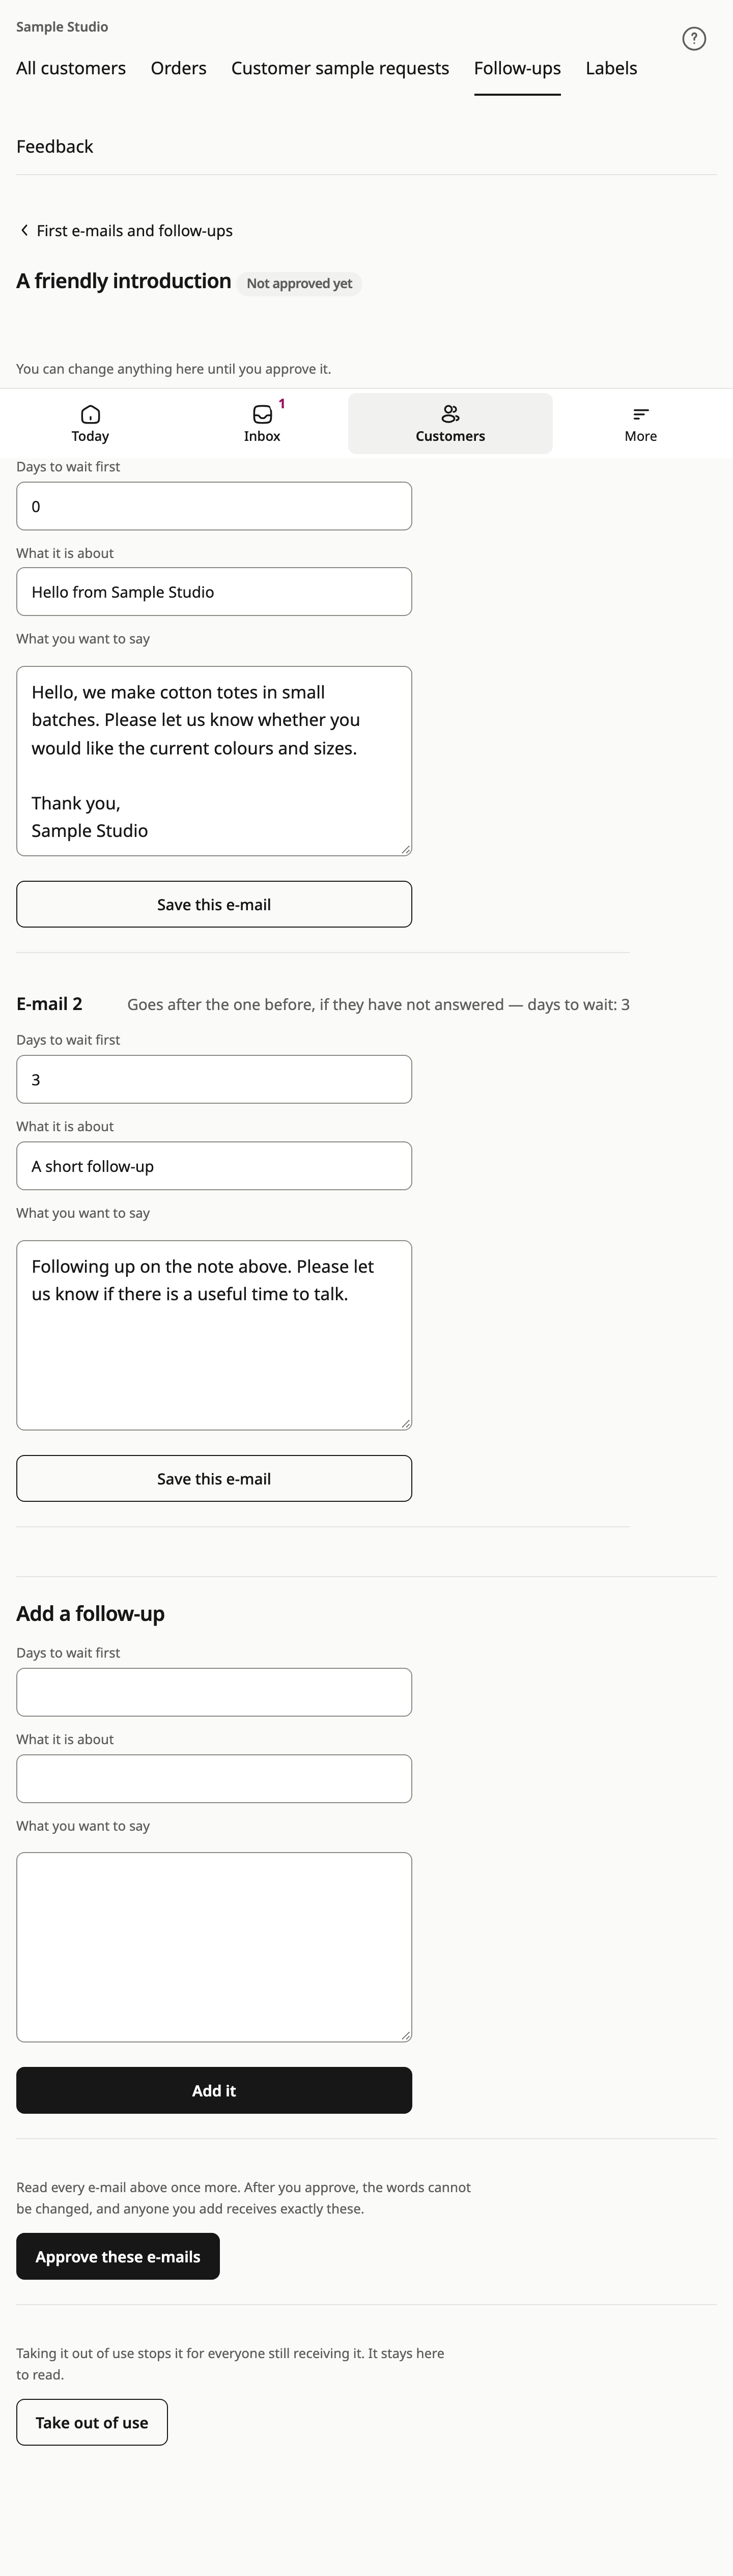 Sample Studio
All customers
Orders
Customer sample requests
Follow-ups
Labels
Feedback
First e-mails and follow-ups
A friendly introduction
Not approved yet
You can change anything here until you approve it.
Today
Inbox
1
Customers
More
Days to wait first
0
What it is about
Hello from Sample Studio
What you want to say
Hello, we make cotton totes in small
batches. Please let us know whether you
would like the current colours and sizes.
Thank you,
Sample Studio
Save this e-mail
E-mail 2
Goes after the one before, if they have not answered — days to wait: 3
Days to wait first
3
What it is about
A short follow-up
What you want to say
Following up on the note above. Please let
us know if there is a useful time to talk.
Save this e-mail
Add a follow-up
Days to wait first
What it is about
What you want to say
Add it
Read every e-mail above once more. After you approve, the words cannot
be changed, and anyone you add receives exactly these.
Approve these e-mails
Taking it out of use stops it for everyone still receiving it. It stays here
to read.
Take out of use